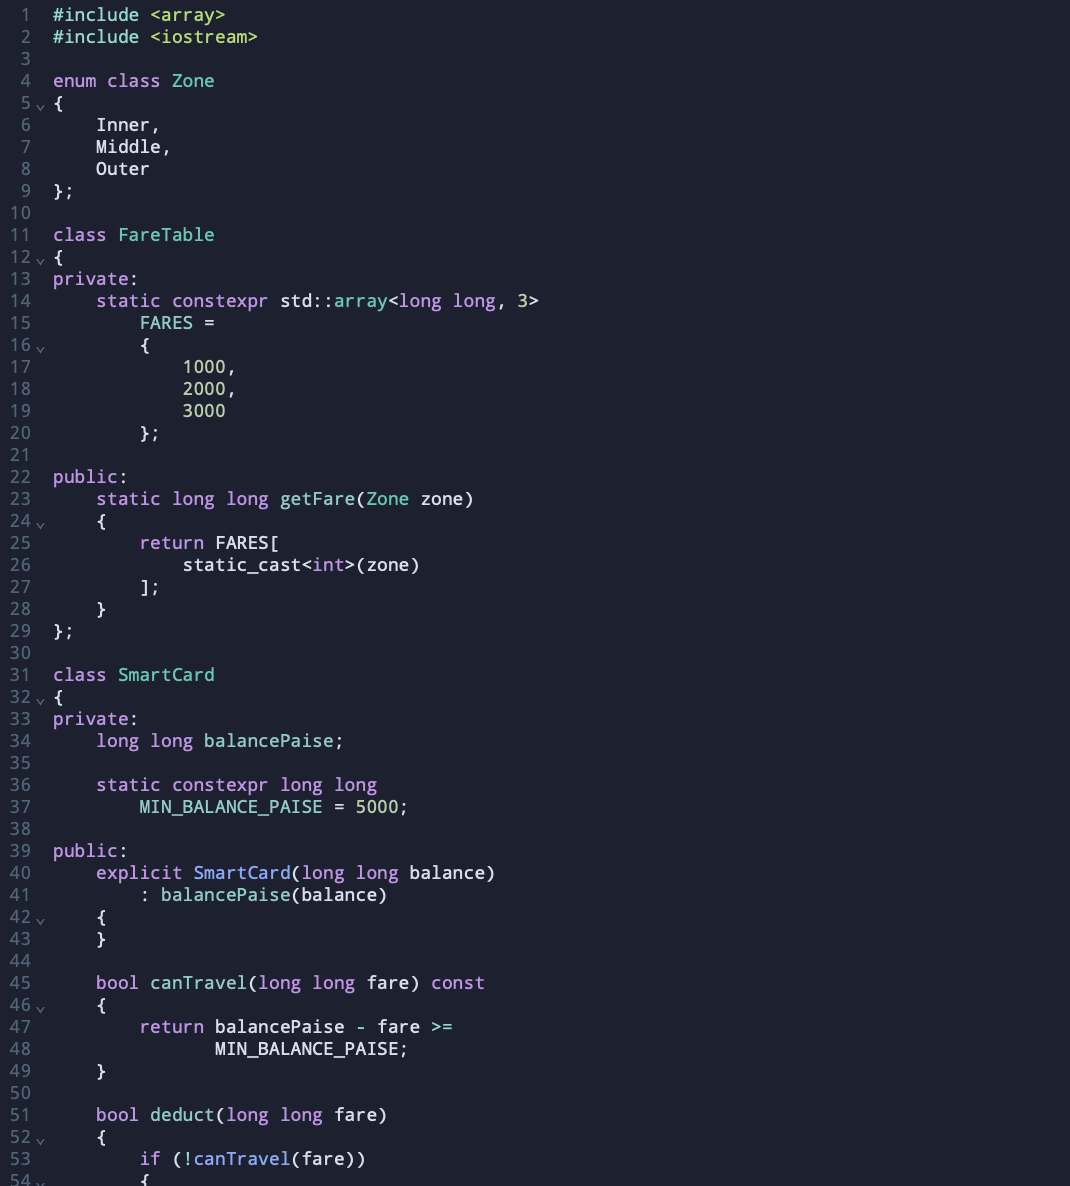 1 #include <array>
2 #include <iostream>
3
4 enum class Zone
5 {
6     Inner,
7     Middle,
8     Outer
9 };
10
11 class FareTable
12 {
13 private:
14     static constexpr std::array<long long, 3>
15         FARES =
16         {
17             1000,
18             2000,
19             3000
20         };
21
22 public:
23     static long long getFare(Zone zone)
24     {
25         return FARES[
26             static_cast<int>(zone)
27         ];
28     }
29 };
30
31 class SmartCard
32 {
33 private:
34     long long balancePaise;
35
36     static constexpr long long
37         MIN_BALANCE_PAISE = 5000;
38
39 public:
40     explicit SmartCard(long long balance)
41         : balancePaise(balance)
42     {
43     }
44
45     bool canTravel(long long fare) const
46     {
47         return balancePaise - fare >=
48                MIN_BALANCE_PAISE;
49     }
50
51     bool deduct(long long fare)
52     {
53         if (!canTravel(fare))
54         {